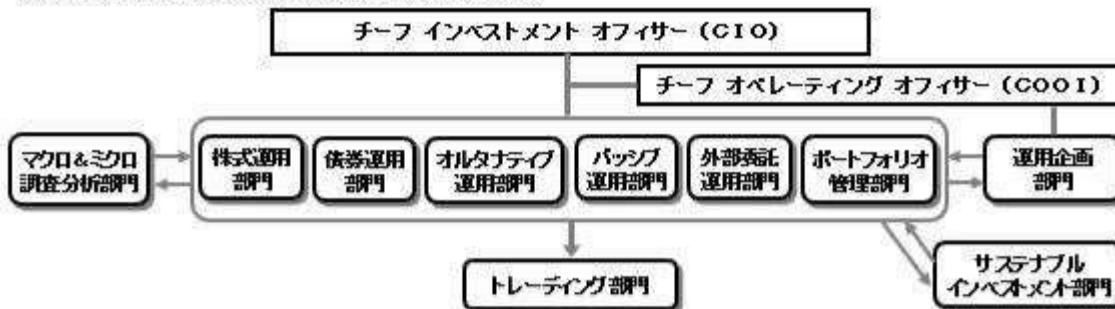 チーフ インベストメント オフィサー (CIO)
チーフ オペレーティング オフィサー (COOI)
マクロ&ミクロ
調査分析部門
株式運用
部門
債券運用
部門
オルタナティブ
運用部門
パッシブ
運用部門
外部委託
運用部門
ポートフォリオ
管理部門
運用企画
部門
トレーディング部門
サステナブル
インベストメント部門